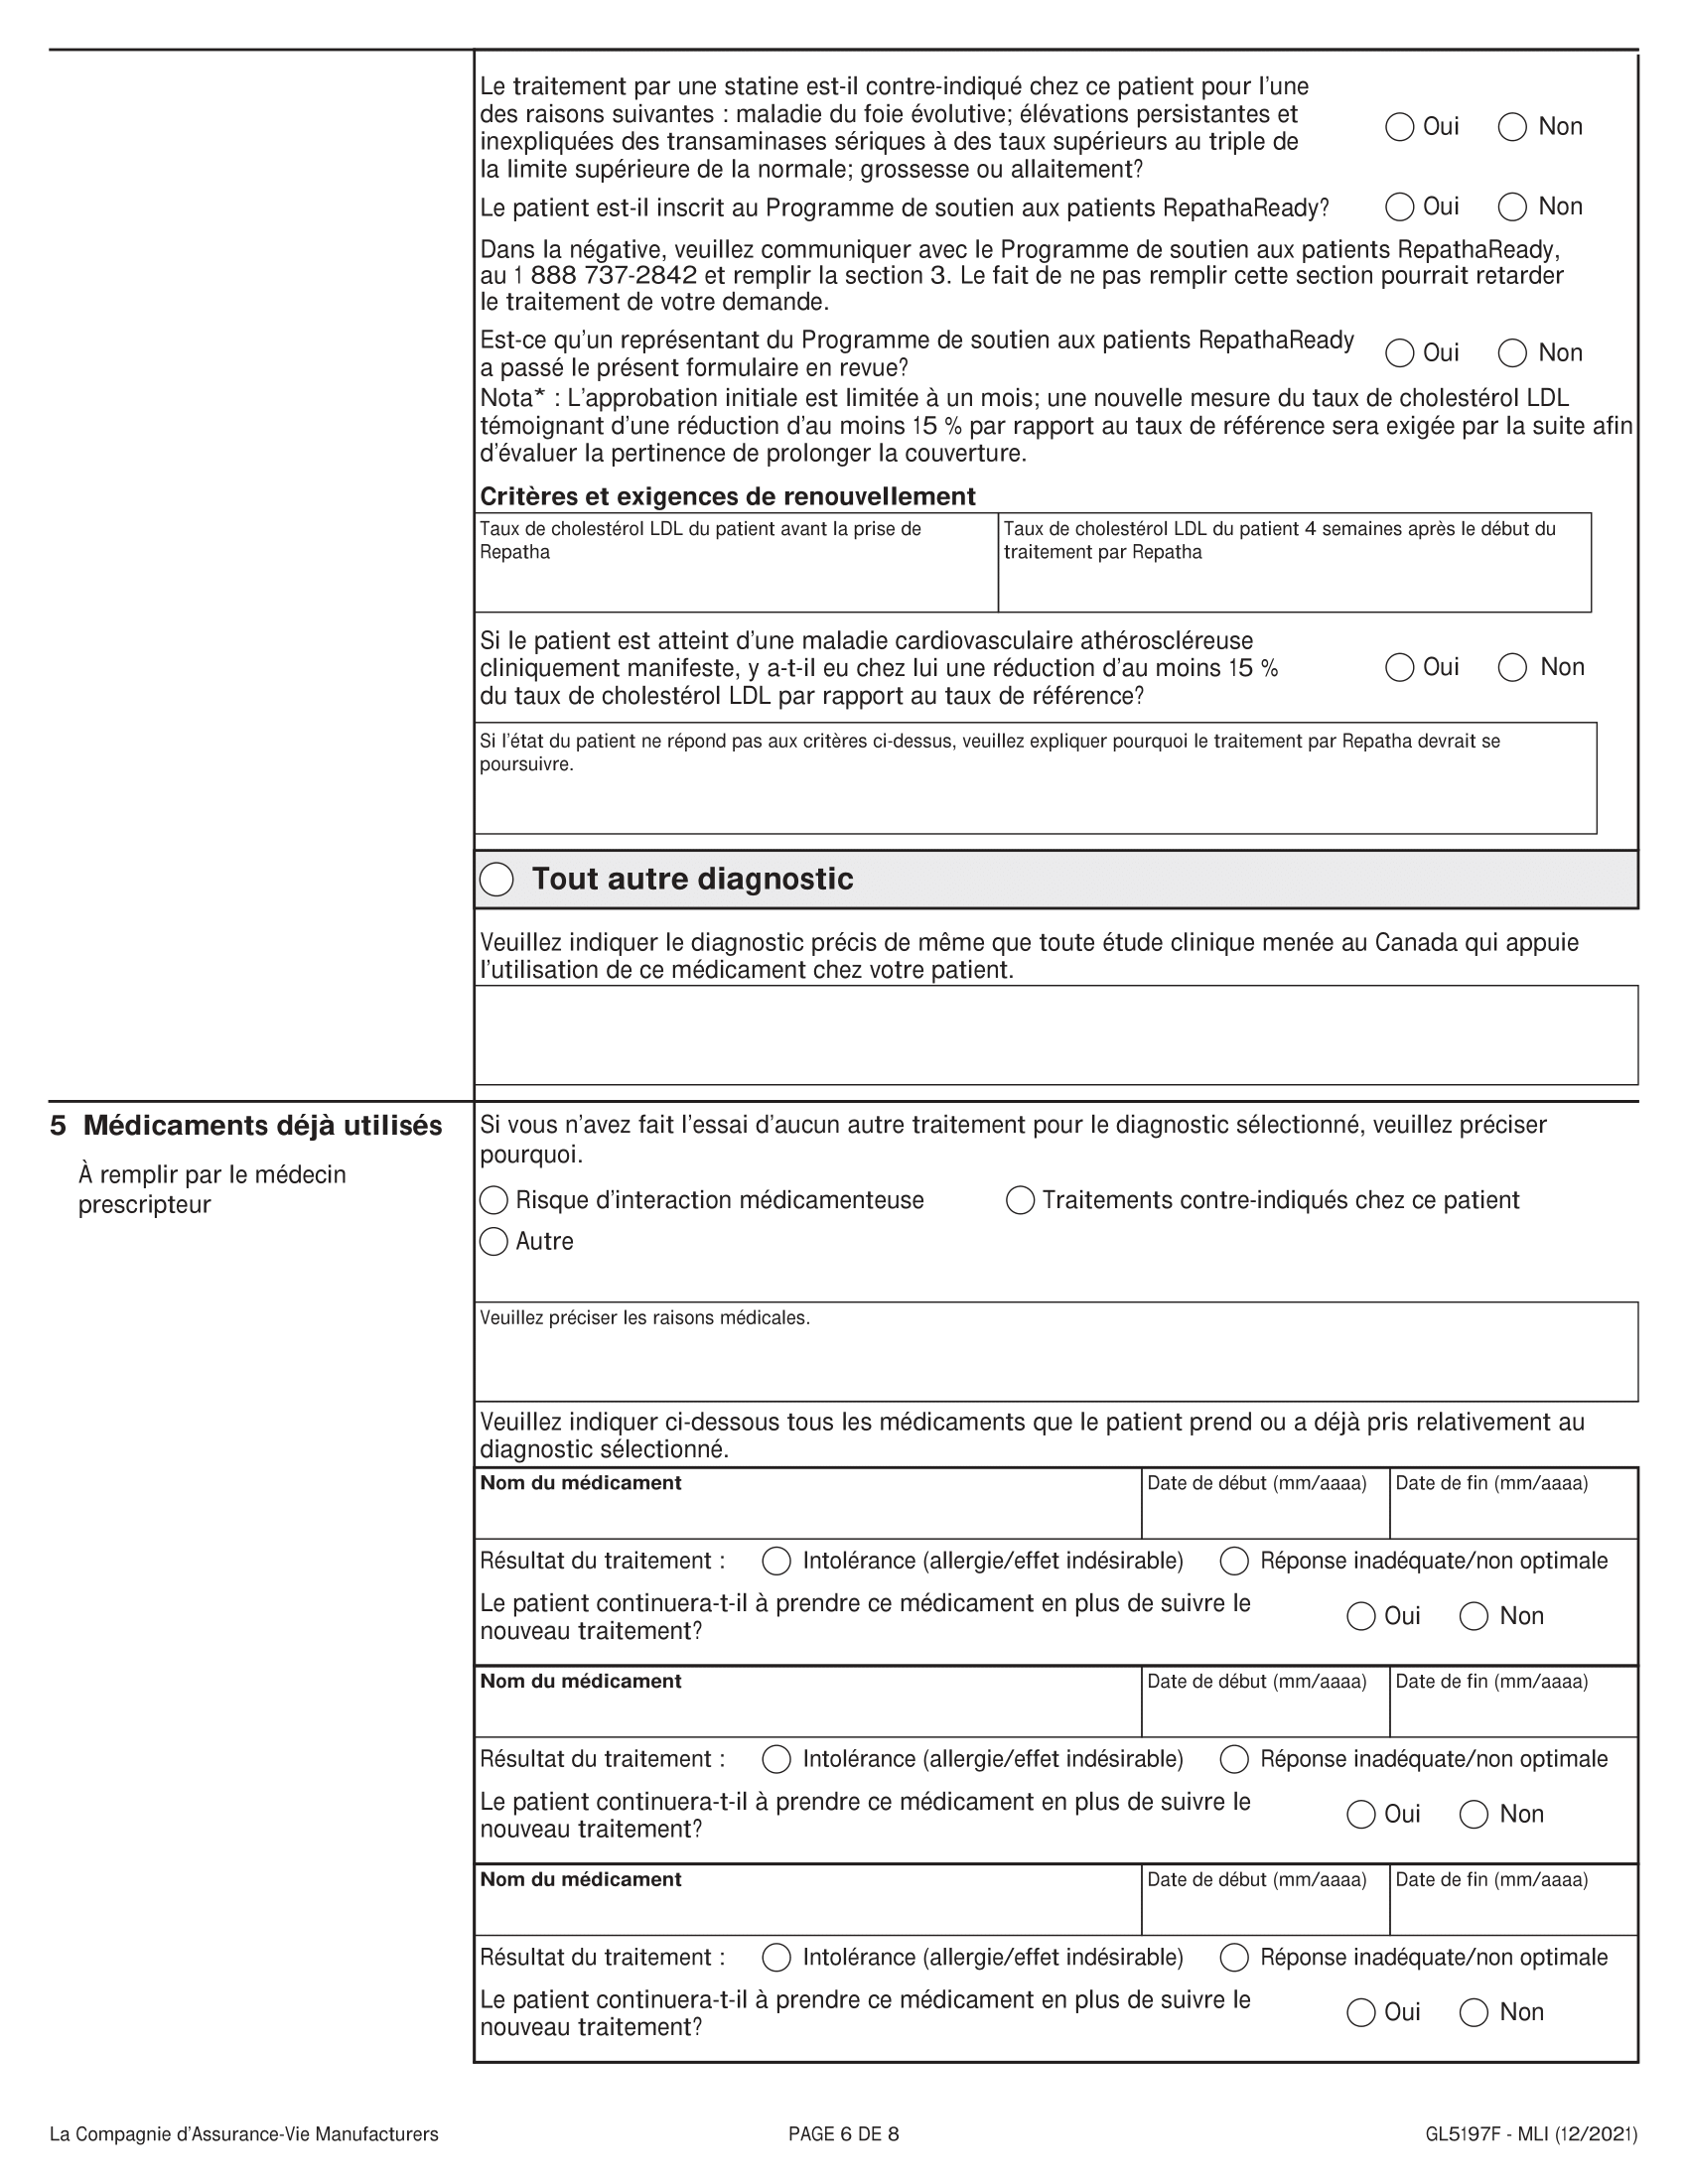 Le traitement par une statine est-il contre-indiqué chez ce patient pour l'une
des raisons suivantes : maladie du foie évolutive; élévations persistantes et
inexpliquées des transaminases sériques à des taux supérieurs au triple de
la limite supérieure de la normale; grossesse ou allaitement?
Oui Non
Le patient est-il inscrit au Programme de soutien aux patients RepathaReady? Oui Non
Dans la négative, veuillez communiquer avec le Programme de soutien aux patients RepathaReady,
au 1 888 737-2842 et remplir la section 3. Le fait de ne pas remplir cette section pourrait retarder
le traitement de votre demande.
Est-ce qu'un représentant du Programme de soutien aux patients RepathaReady
a passé le présent formulaire en revue?
Oui Non
Nota* : L'approbation initiale est limitée à un mois; une nouvelle mesure du taux de cholestérol LDL
témoignant d'une réduction d'au moins 15 % par rapport au taux de référence sera exigée par la suite afin
d'évaluer la pertinence de prolonger la couverture.
Critères et exigences de renouvellement
Taux de cholestérol LDL du patient avant la prise de
Repatha
Taux de cholestérol LDL du patient 4 semaines après le début du
traitement par Repatha
Si le patient est atteint d'une maladie cardiovasculaire athéroscléreuse
cliniquement manifeste, y a-t-il eu chez lui une réduction d'au moins 15 %
du taux de cholestérol LDL par rapport au taux de référence?
Oui Non
Si l'état du patient ne répond pas aux critères ci-dessus, veuillez expliquer pourquoi le traitement par Repatha devrait se
poursuivre.
Tout autre diagnostic
Veuillez indiquer le diagnostic précis de même que toute étude clinique menée au Canada qui appuie
l'utilisation de ce médicament chez votre patient.
5 Médicaments déjà utilisés
À remplir par le médecin
prescripteur
Si vous n'avez fait l'essai d'aucun autre traitement pour le diagnostic sélectionné, veuillez préciser
pourquoi.
Risque d'interaction médicamenteuse Traitements contre-indiqués chez ce patient
Autre
Veuillez préciser les raisons médicales.
Veuillez indiquer ci-dessous tous les médicaments que le patient prend ou a déjà pris relativement au
diagnostic sélectionné.
Nom du médicament Date de début (mm/aaaa) Date de fin (mm/aaaa)
Résultat du traitement : Intolérance (allergie/effet indésirable) Réponse inadéquate/non optimale
Le patient continuera-t-il à prendre ce médicament en plus de suivre le
nouveau traitement?
Oui Non
Nom du médicament Date de début (mm/aaaa) Date de fin (mm/aaaa)
Résultat du traitement : Intolérance (allergie/effet indésirable) Réponse inadéquate/non optimale
Le patient continuera-t-il à prendre ce médicament en plus de suivre le
nouveau traitement?
Oui Non
Nom du médicament Date de début (mm/aaaa) Date de fin (mm/aaaa)
Résultat du traitement : Intolérance (allergie/effet indésirable) Réponse inadéquate/non optimale
Le patient continuera-t-il à prendre ce médicament en plus de suivre le
nouveau traitement?
Oui Non
La Compagnie d'Assurance-Vie Manufacturers PAGE 6 DE 8 GL5197F - MLI (12/2021)